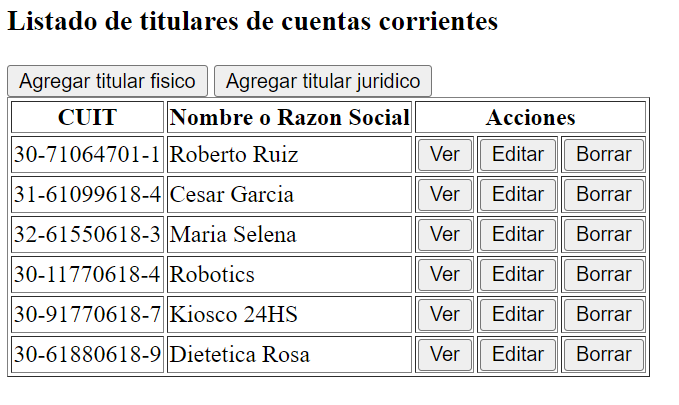 Listado de titulares de cuentas corrientes
Agregar titular fisico Agregar titular juridico
CUIT Nombre o Razon Social Acciones
30-71064701-1 Roberto Ruiz Ver Editar Borrar
31-61099618-4 Cesar Garcia Ver Editar Borrar
32-61550618-3 Maria Selena Ver Editar Borrar
30-11770618-4 Robotics Ver Editar Borrar
30-91770618-7 Kiosco 24HS Ver Editar Borrar
30-61880618-9 Dietetica Rosa Ver Editar Borrar